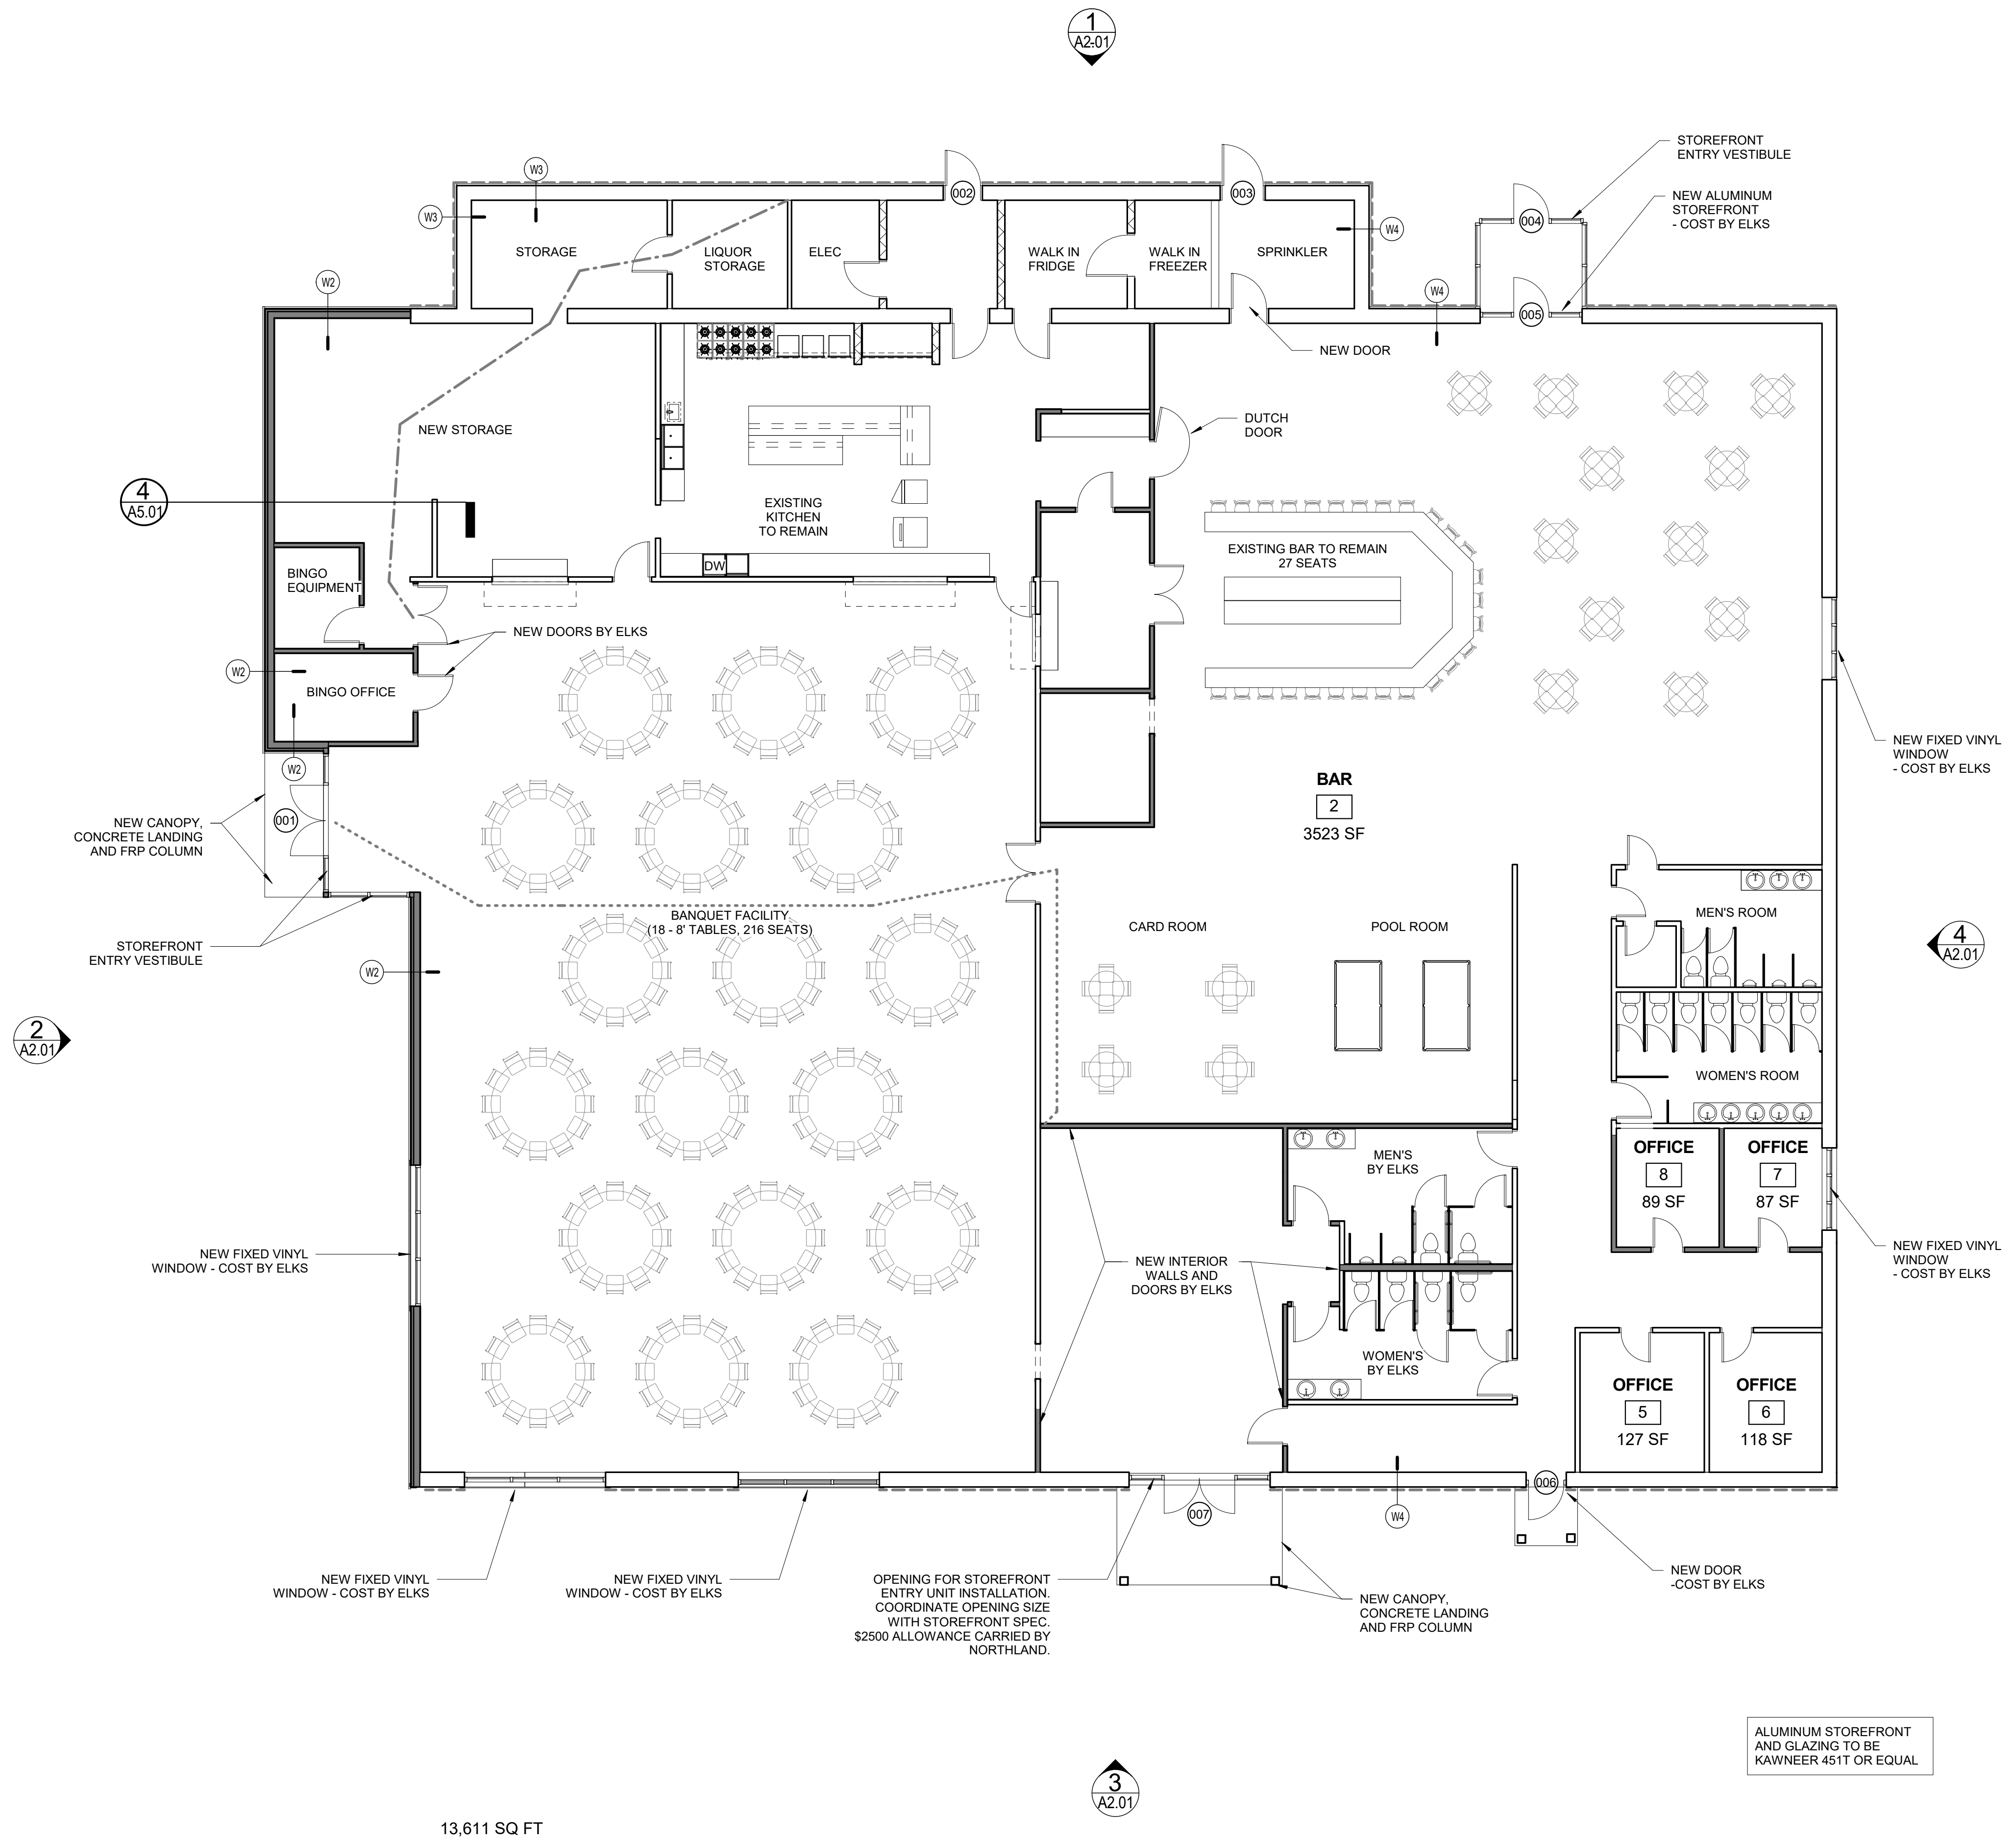 1
A2.01
STOREFRONT
ENTRY VESTIBULE
NEW ALUMINUM
STOREFRONT
- COST BY ELKS
W3
W3
002
003
004
STORAGE
LIQUOR
STORAGE
ELEC
WALK IN
FRIDGE
WALK IN
FREEZER
SPRINKLER
W4
W2
W4
005
NEW DOOR
NEW STORAGE
DUTCH
DOOR
4
A5.01
EXISTING
KITCHEN
TO REMAIN
EXISTING BAR TO REMAIN
27 SEATS
DW
BINGO
EQUIPMENT
NEW DOORS BY ELKS
W2
BINGO OFFICE
W2
NEW FIXED VINYL
WINDOW
- COST BY ELKS
BAR
2
3523 SF
001
NEW CANOPY,
CONCRETE LANDING
AND FRP COLUMN
BANQUET FACILITY
(18 - 8' TABLES, 216 SEATS)
CARD ROOM
POOL ROOM
MEN'S ROOM
STOREFRONT
ENTRY VESTIBULE
W2
4
A2.01
2
A2.01
WOMEN'S ROOM
MEN'S
BY ELKS
OFFICE
8
89 SF
OFFICE
7
87 SF
NEW FIXED VINYL
WINDOW - COST BY ELKS
NEW INTERIOR
WALLS AND
DOORS BY ELKS
NEW FIXED VINYL
WINDOW
- COST BY ELKS
WOMEN'S
BY ELKS
OFFICE
5
127 SF
OFFICE
6
118 SF
006
007
W4
NEW FIXED VINYL
WINDOW - COST BY ELKS
NEW FIXED VINYL
WINDOW - COST BY ELKS
OPENING FOR STOREFRONT
ENTRY UNIT INSTALLATION.
COORDINATE OPENING SIZE
WITH STOREFRONT SPEC.
$2500 ALLOWANCE CARRIED BY
NORTHLAND.
NEW CANOPY,
CONCRETE LANDING
AND FRP COLUMN
NEW DOOR
-COST BY ELKS
ALUMINUM STOREFRONT
AND GLAZING TO BE
KAWNEER 451T OR EQUAL
3
A2.01
13,611 SQ FT